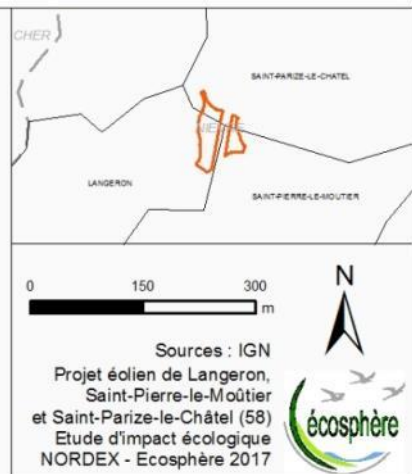 CHER
SAINT-PARIZE-LE-CHATEL
NIEVRE
LANGERON
SAINT-PIERRE-LE-MOUTIER
0 150 300
m
N
Sources : IGN
Projet éolien de Langeron,
Saint-Pierre-le-Moûtier
et Saint-Parize-le-Châtel (58)
Etude d'impact écologique
NORDEX - Ecosphère 2017
écosphère